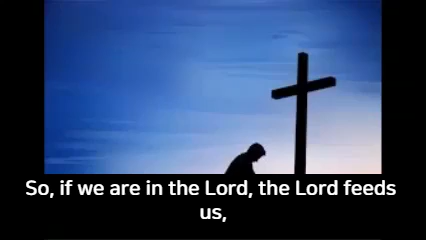 So, if we are in the Lord, the Lord feeds
us,